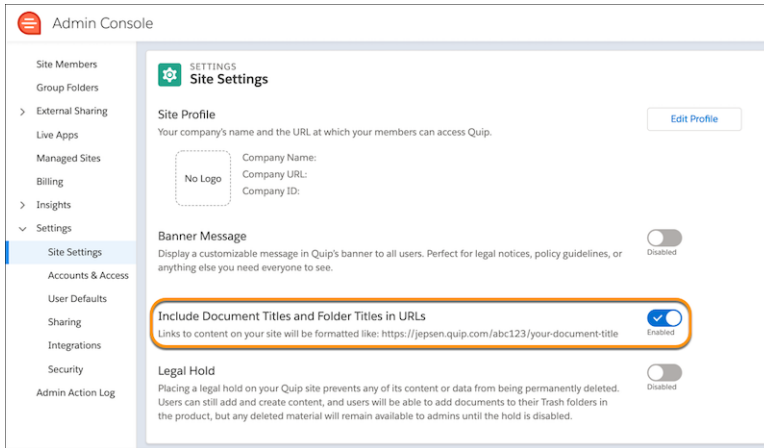 Admin Console
Site Members
Group Folders
External Sharing
Live Apps
Managed Sites
Billing
Insights
Settings
Site Settings
Accounts & Access
User Defaults
Sharing
Integrations
Security
Admin Action Log
SETTINGS
Site Settings
Site Profile
Your company's name and the URL at which your members can access Quip.
Edit Profile
No Logo
Company Name:
Company URL:
Company ID:
Banner Message
Display a customizable message in Quip's banner to all users. Perfect for legal notices, policy guidelines, or
anything else you need everyone to see.
Disabled
Include Document Titles and Folder Titles in URLs
Links to content on your site will be formatted like: https://jepsen.quip.com/abc123/your-document-title
Enabled
Legal Hold
Placing a legal hold on your Quip site prevents any of its content or data from being permanently deleted.
Users can still add and create content, and users will be able to add documents to their Trash folders in
the product, but any deleted material will remain available to admins until the hold is disabled.
Disabled